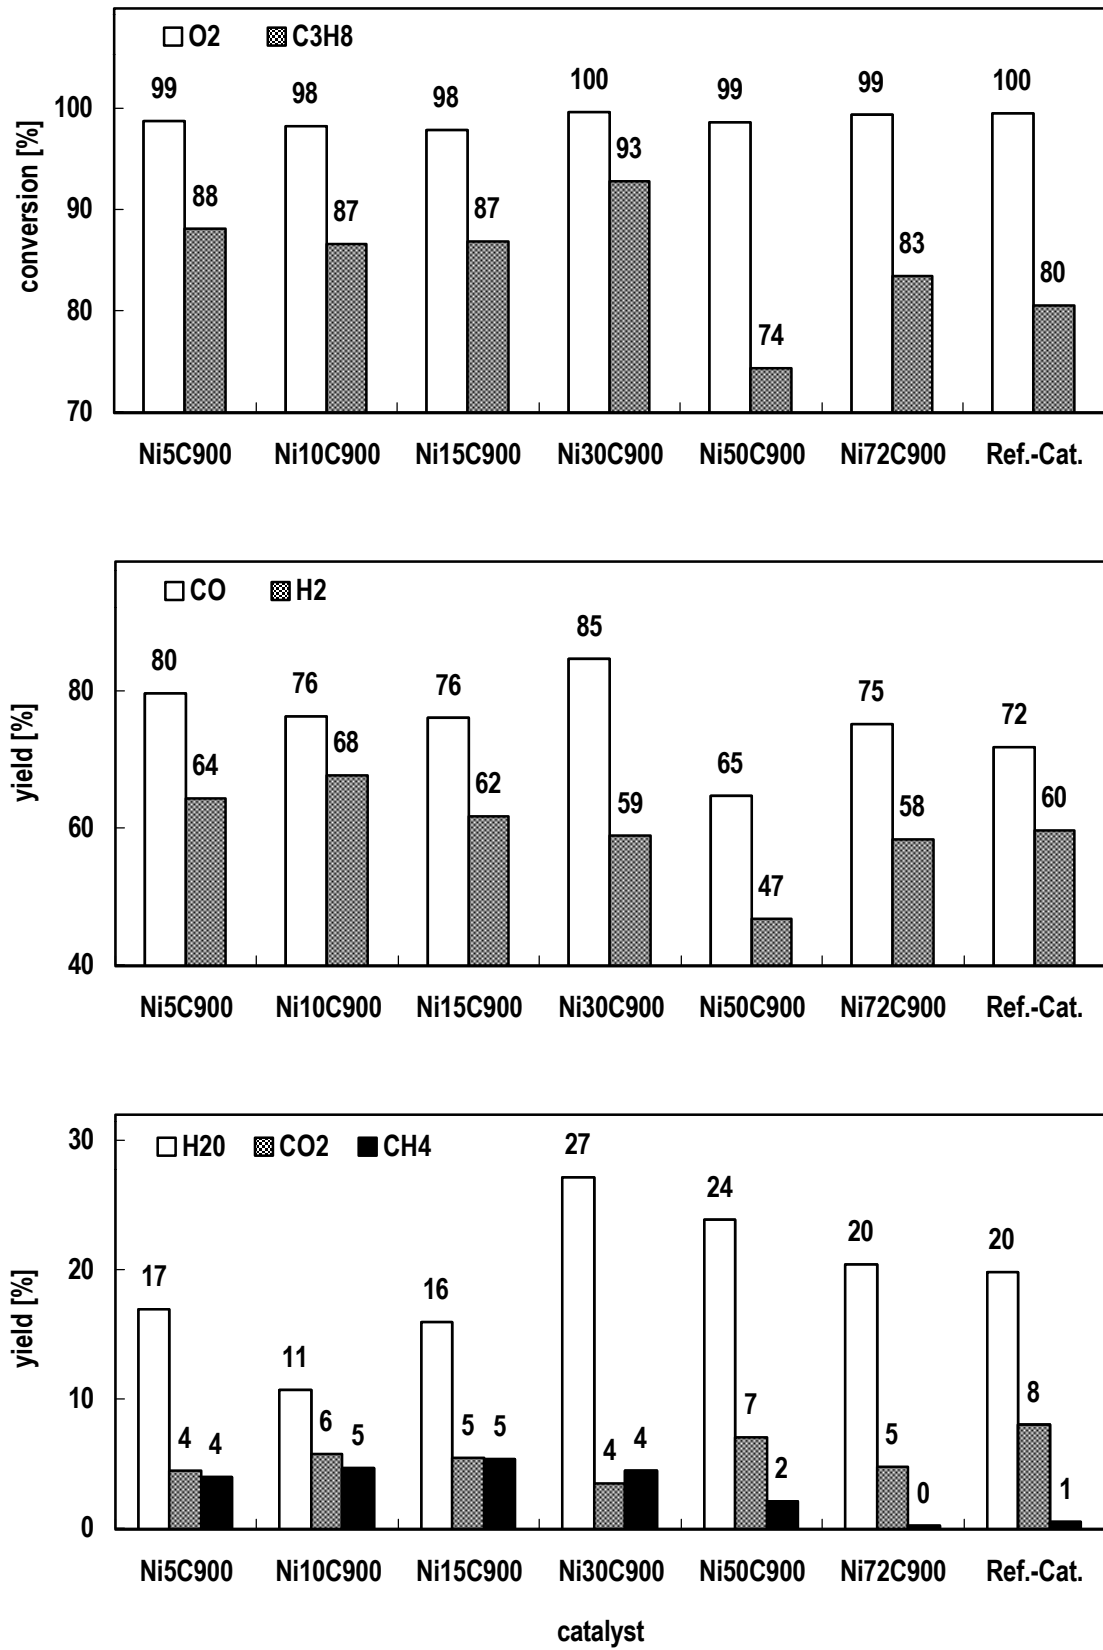 O2 C3H8
99 98 98 100 99 99 100
88 87 87 93 74 83 80
conversion [%]
100
90
80
70
Ni5C900 Ni10C900 Ni15C900 Ni30C900 Ni50C900 Ni72C900 Ref.-Cat.
CO H2
80 76 76 85 65 75 72
64 68 62 59 47 58 60
yield [%]
80
60
40
Ni5C900 Ni10C900 Ni15C900 Ni30C900 Ni50C900 Ni72C900 Ref.-Cat.
H20 CO2 CH4
17 11 16 27 24 20 20
4 6 5 4 7 5 8
4 5 5 4 2 0 1
yield [%]
30
20
10
0
Ni5C900 Ni10C900 Ni15C900 Ni30C900 Ni50C900 Ni72C900 Ref.-Cat.
catalyst